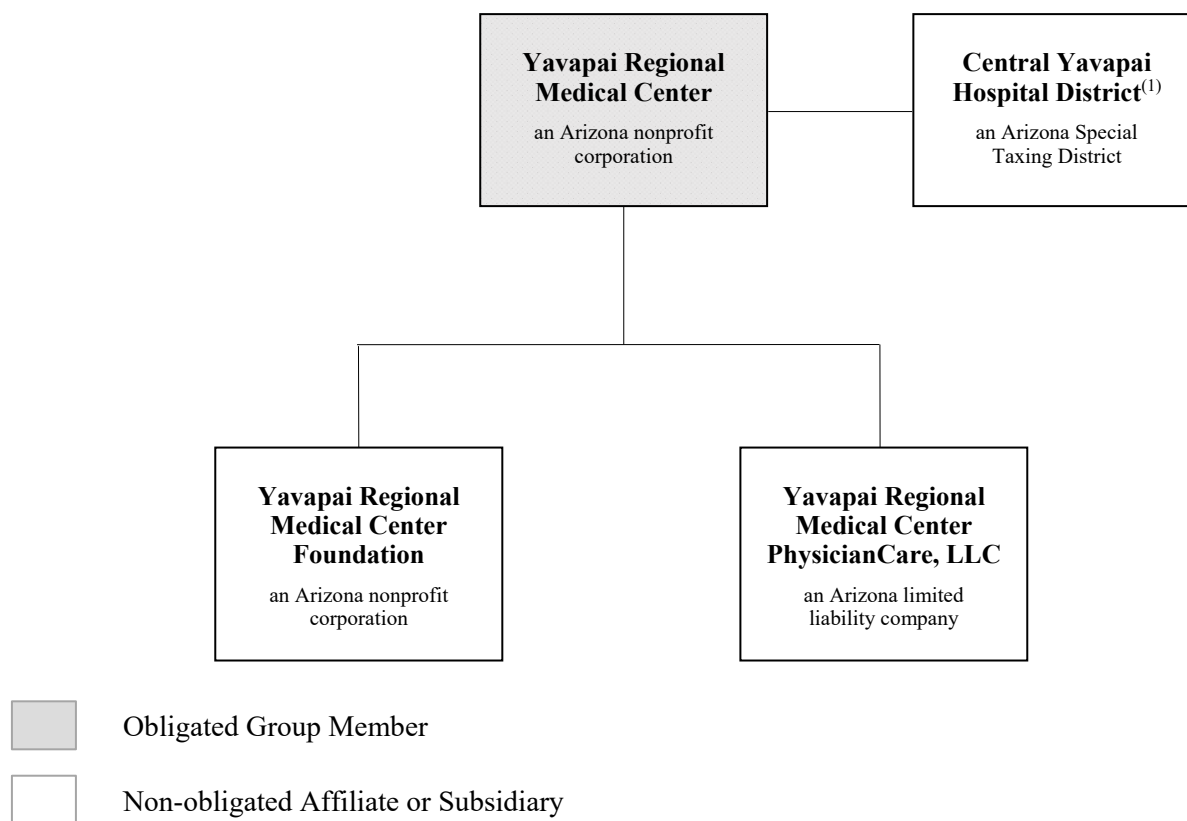 Yavapai Regional
Medical Center
an Arizona nonprofit
corporation
Central Yavapai
Hospital District(1)
an Arizona Special
Taxing District
Yavapai Regional
Medical Center
Foundation
an Arizona nonprofit
corporation
Yavapai Regional
Medical Center
PhysicianCare, LLC
an Arizona limited
liability company
Obligated Group Member
Non-obligated Affiliate or Subsidiary